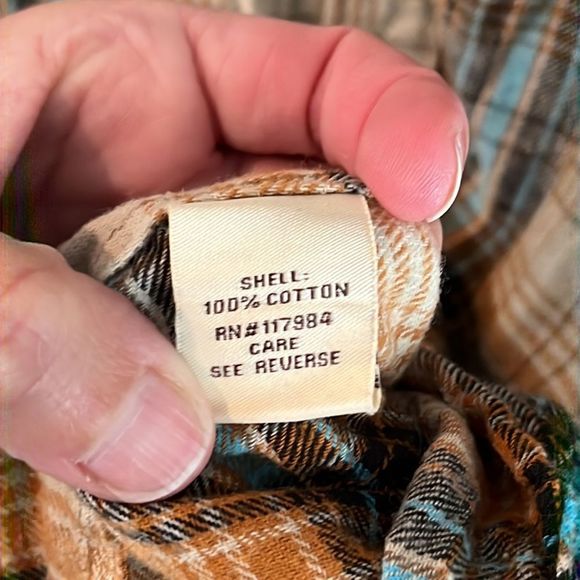 SHELL:
100% COTTON
RN#117984
CARE
SEE REVERSE